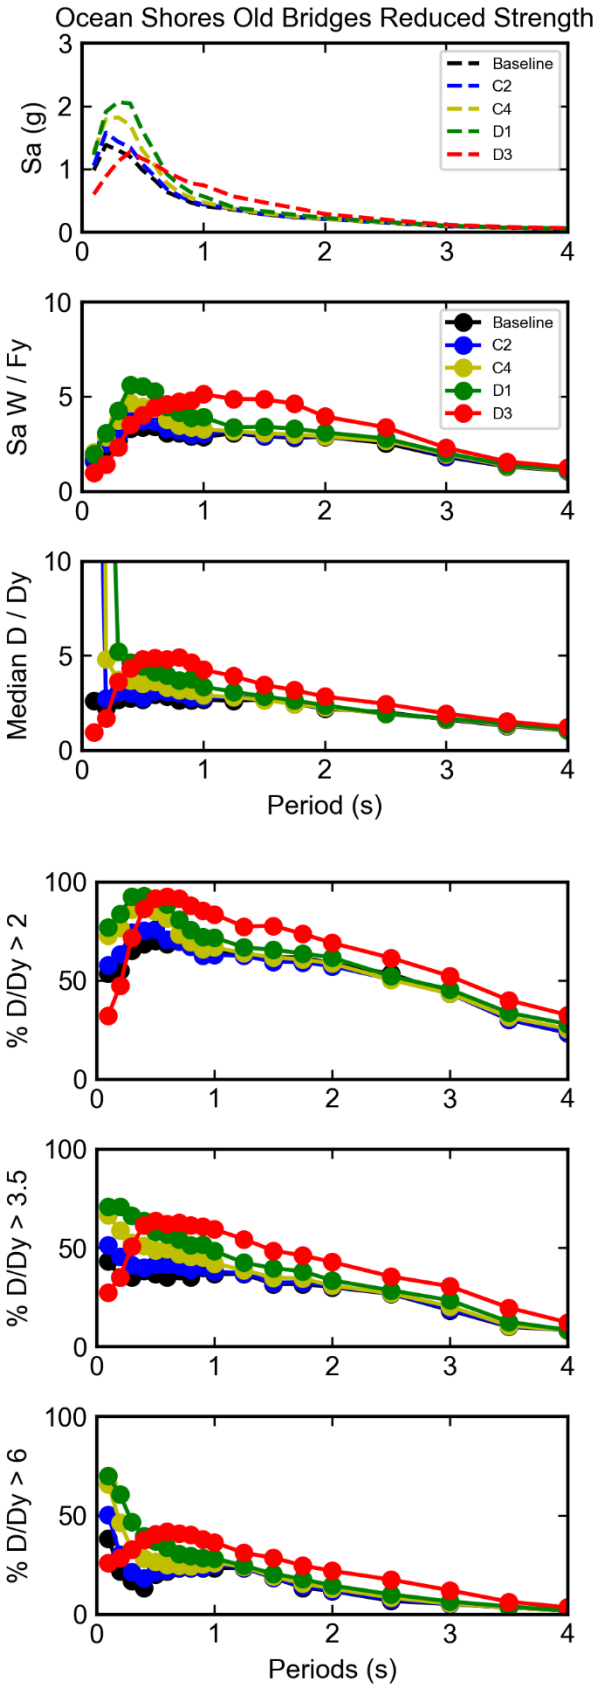 Ocean Shores Old Bridges Reduced Strength
3
2
1
0
Sa (g)
Baseline
C2
C4
D1
D3
0 1 2 3 4
10
5
0
Sa W / Fy
Baseline
C2
C4
D1
D3
0 1 2 3 4
10
5
0
Median D / Dy
0 1 2 3 4
Period (s)
100
50
0
% D/Dy > 2
0 1 2 3 4
100
50
0
% D/Dy > 3.5
0 1 2 3 4
100
50
0
% D/Dy > 6
0 1 2 3 4
Periods (s)